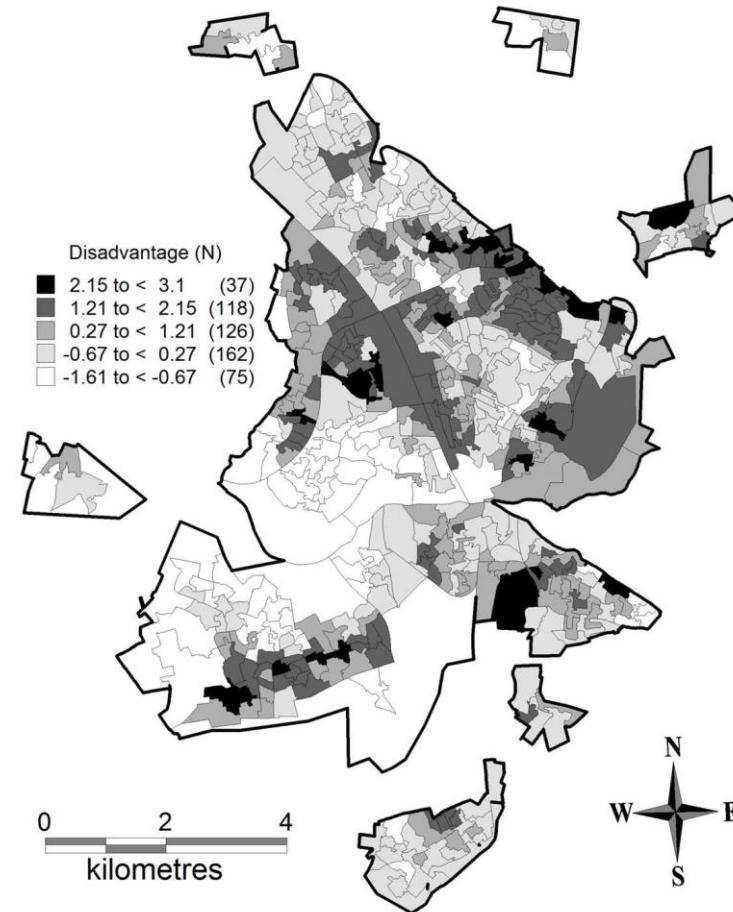 Disadvantage (N)
2.15 to < 3.1 (37)
1.21 to < 2.15 (118)
0.27 to < 1.21 (126)
-0.67 to < 0.27 (162)
-1.61 to < -0.67 (75)
N
W E
S
0 2 4
kilometres